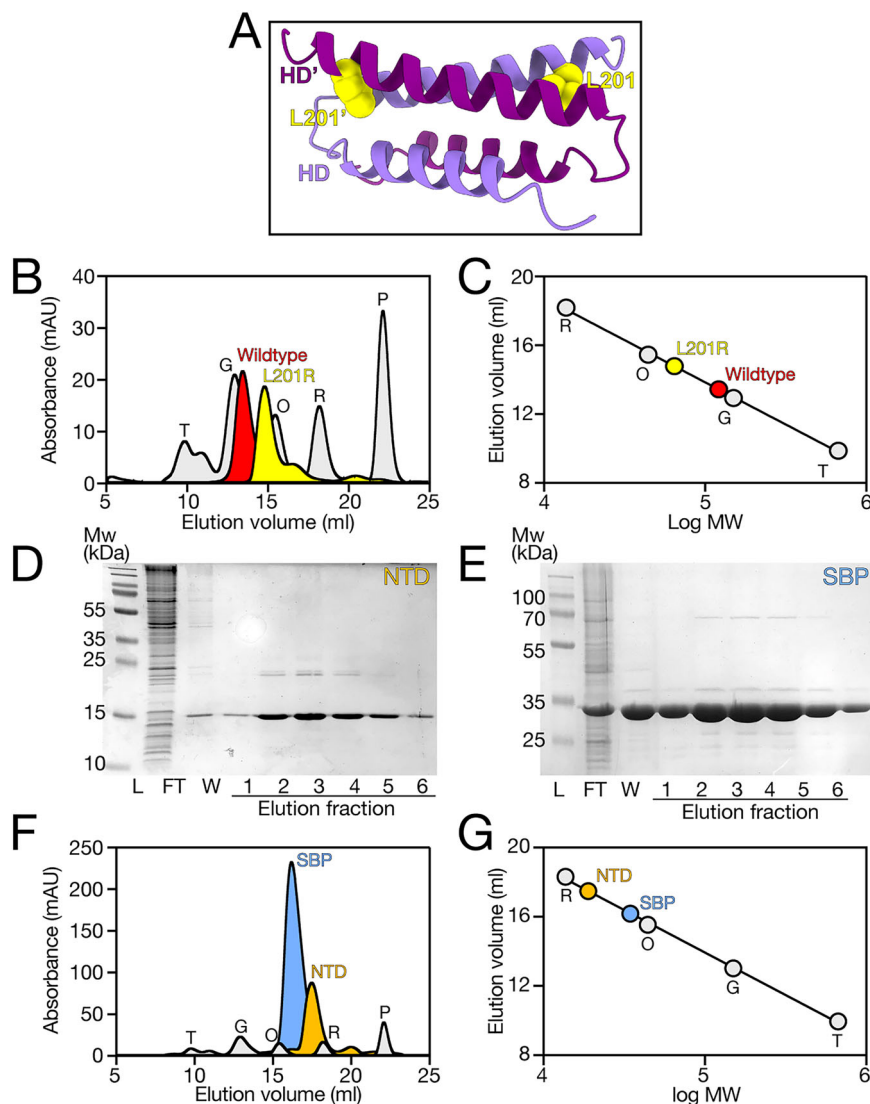 A
HD’
L201
L201’
HD
B
40
30
20
10
0
Absorbance (mAU)
P
Wildtype
G
L201R
O
R
T
5
10
15
20
25
Elution volume (ml)
C
20
16
12
8
Elution volume (ml)
R
O
L201R
Wildtype
G
T
4
5
6
Log MW
D
Mw
(kDa)
NTD
55
35
25
15
10
L FT W 1 2 3 4 5 6
Elution fraction
E
Mw
(kDa)
SBP
100
70
55
35
25
L FT W 1 2 3 4 5 6
Elution fraction
F
250
200
150
100
50
0
Absorbance (mAU)
SBP
NTD
T
G
O
R
P
5
10
15
20
25
Elution volume (ml)
G
20
16
12
8
Elution volume (ml)
R
NTD
SBP
O
G
T
4
5
6
log MW